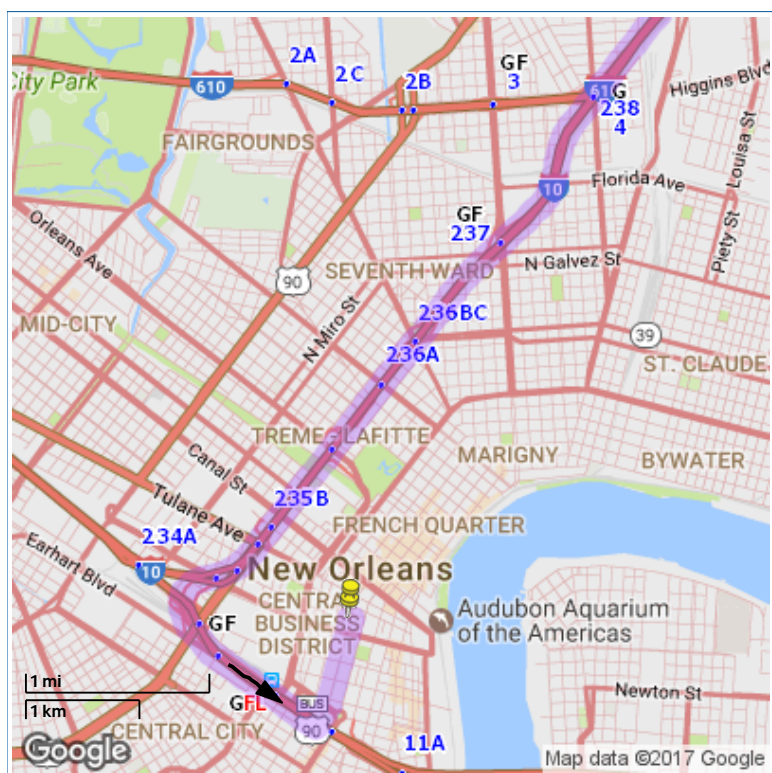 2A
2C
2B
GF
3
City Park
610
610
G
238
4
Higgins Blvd
FAIRGROUNDS
Louisa St
Florida Ave
10
Orleans Ave
GF
237
Piety St
N Galvez St
SEVENTH WARD
90
N Miro St
236BC
MID-CITY
39
236A
ST. CLAUDE
TREME - LAFITTE
MARIGNY
BYWATER
Canal St
235B
Tulane Ave
FRENCH QUARTER
234A
Earhart Blvd
10
New Orleans
CENTRAL
BUSINESS
DISTRICT
Audubon Aquarium
of the Americas
GF
1 mi
1 km
GFL
BUS
90
Newton St
CENTRAL CITY
11A
Google
Map data ©2017 Google